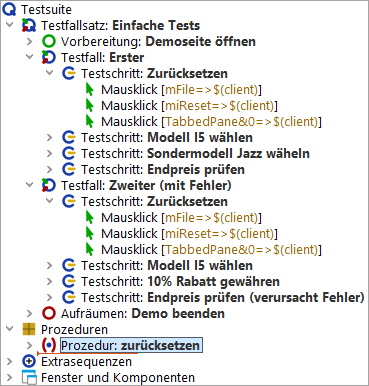 Testsuite
Testfallsatz: Einfache Tests
Vorbereitung: Demoseite öffnen
Testfall: Erster
Testschritt: Zurücksetzen
Mausklick [mFile=>$(client)]
Mausklick [miReset=>$(client)]
Mausklick [TabbedPane&0=>$(client)]
Testschritt: Modell I5 wählen
Testschritt: Sondermodell Jazz wäheln
Testschritt: Endpreis prüfen
Testfall: Zweiter (mit Fehler)
Testschritt: Zurücksetzen
Mausklick [mFile=>$(client)]
Mausklick [miReset=>$(client)]
Mausklick [TabbedPane&0=>$(client)]
Testschritt: Modell I5 wählen
Testschritt: 10% Rabatt gewähren
Testschritt: Endpreis prüfen (verursacht Fehler)
Aufräumen: Demo beenden
Prozeduren
Prozedur: zurücksetzen
Extrasequenzen
Fenster und Komponenten